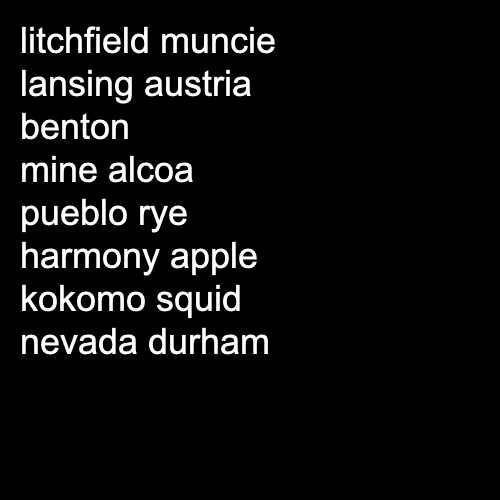 litchfield muncie
lansing austria
benton
mine alcoa
pueblo rye
harmony apple
kokomo squid
nevada durham